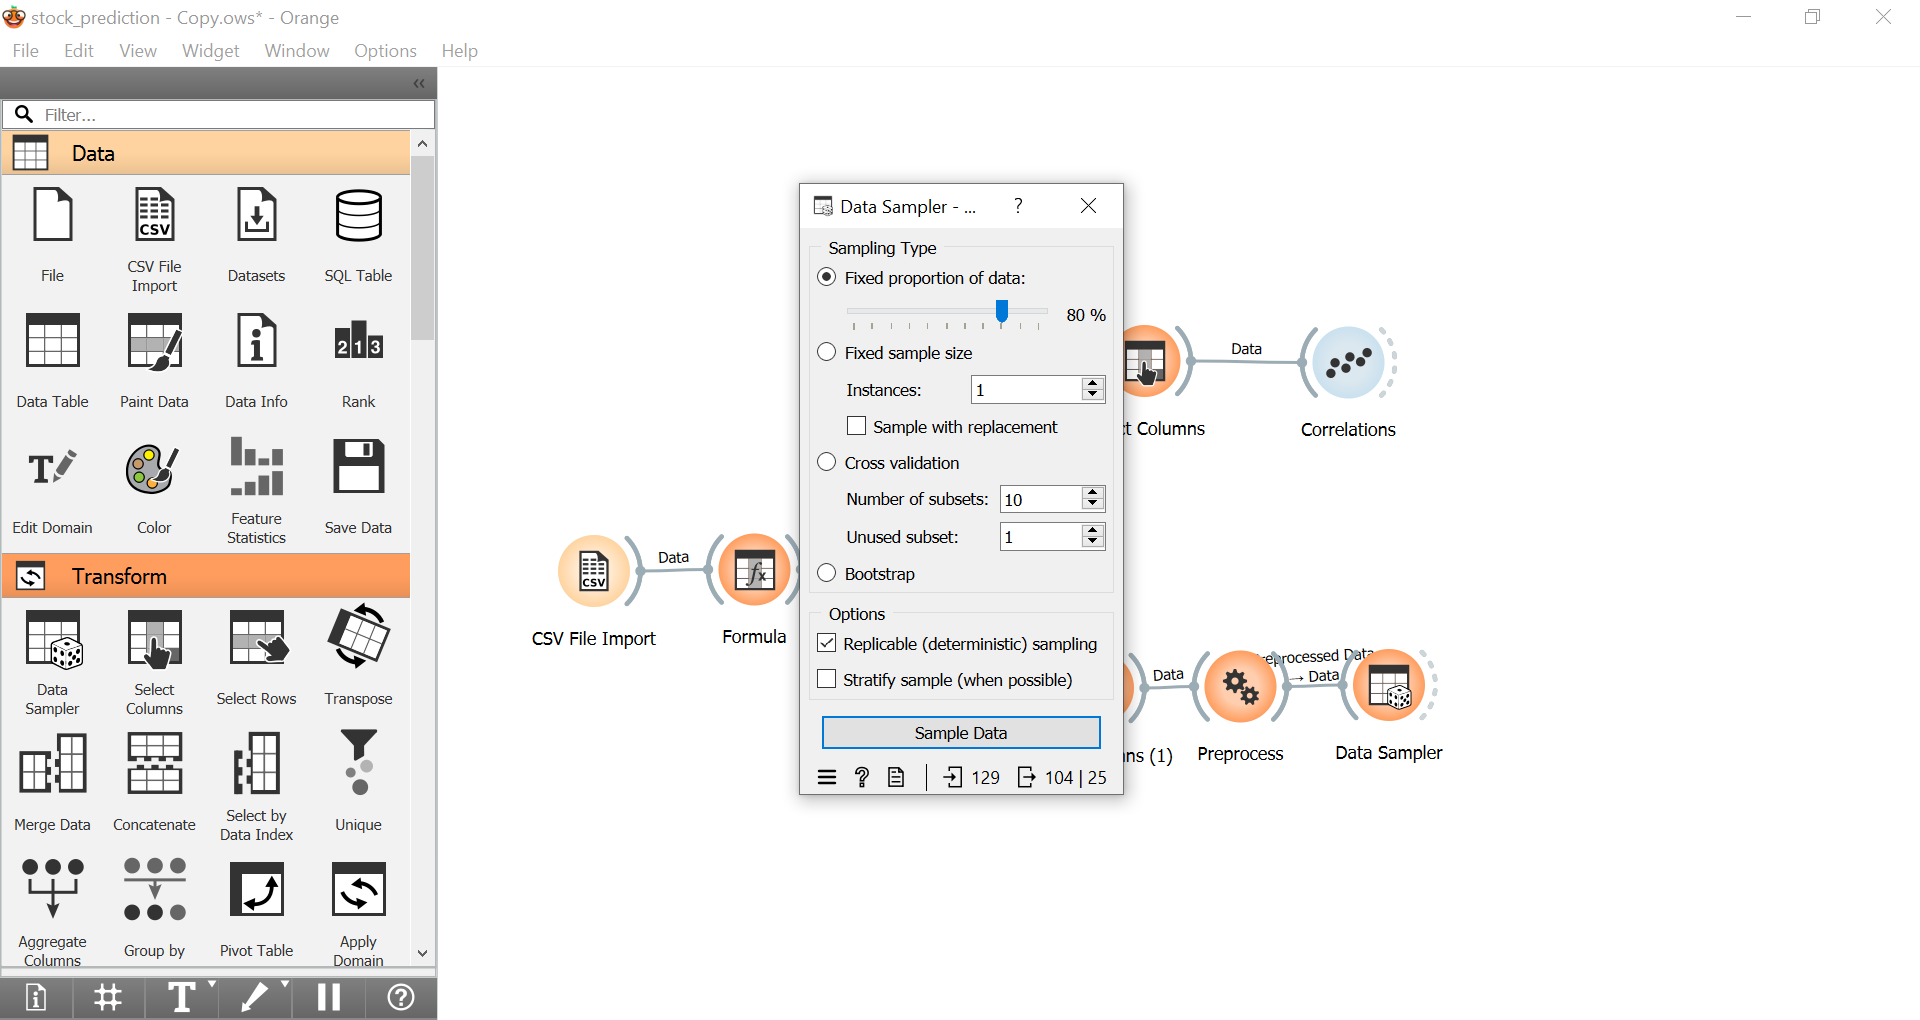 stock_prediction - Copy.ows* - Orange
File Edit View Widget Window Options Help
Filter...
Data
File
CSV File
Import
Datasets
SQL Table
Data Table
Paint Data
Data Info
Rank
Edit Domain
Color
Feature
Statistics
Save Data
Transform
Data
Sampler
Select
Columns
Select Rows
Transpose
Merge Data
Concatenate
Select by
Data Index
Unique
Aggregate
Columns
Group by
Pivot Table
Apply
Domain
CSV File Import
Data
Formula
Data Sampler - ... ?
Sampling Type
Fixed proportion of data:
80 %
Fixed sample size
Instances: 1
Sample with replacement
Cross validation
Number of subsets: 10
Unused subset: 1
Bootstrap
Options
Replicable (deterministic) sampling
Stratify sample (when possible)
Sample Data
129 104 | 25
Data
ct Columns
Correlations
Data
eprocessed Data
→ Data
ns (1)
Preprocess
Data Sampler